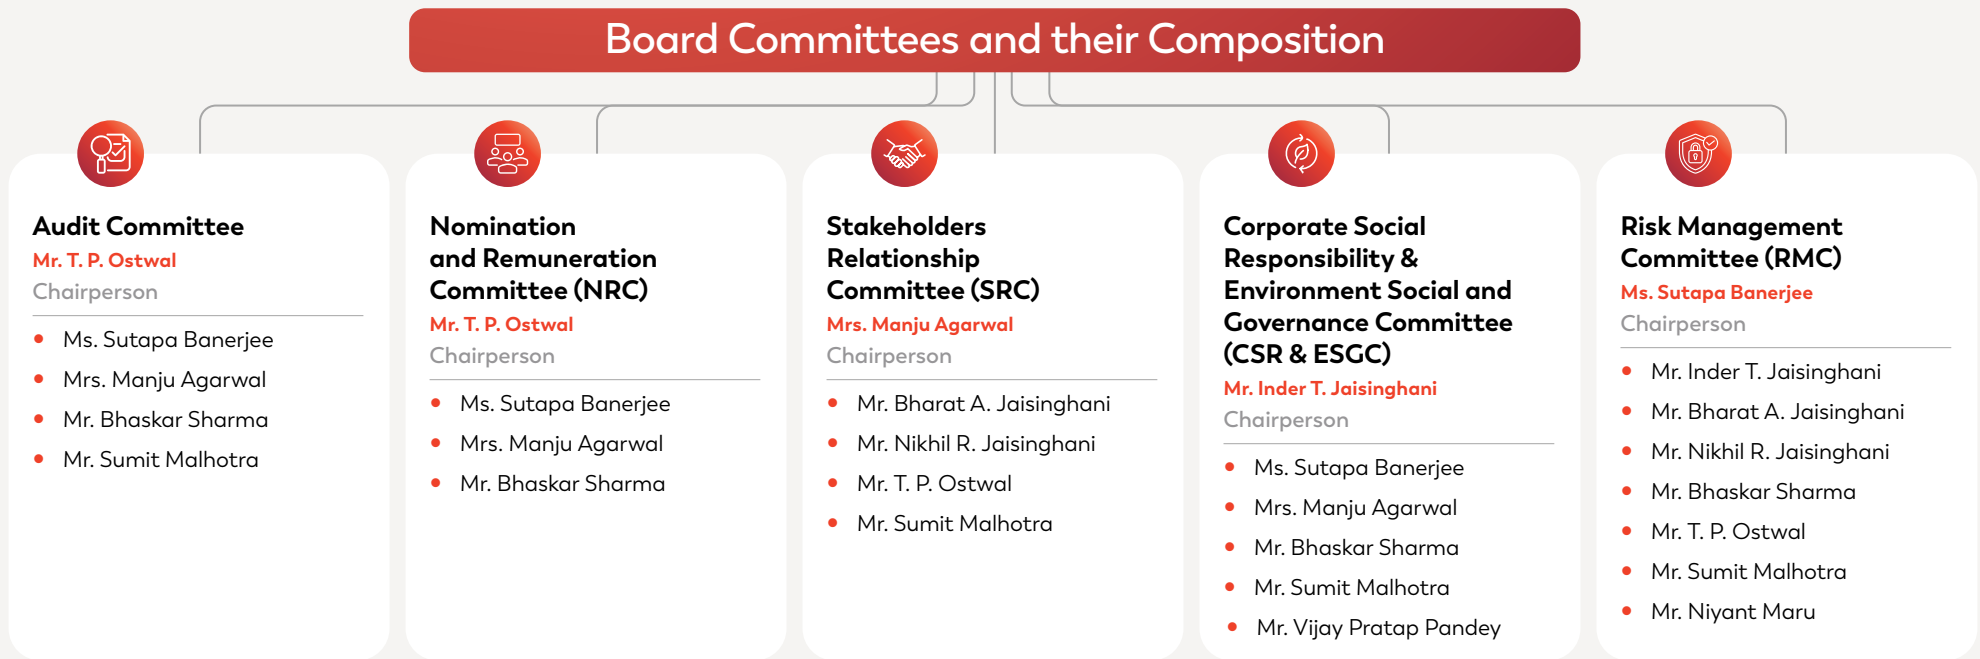 Board Committees and their Composition
Audit Committee
Mr. T. P. Ostwal
Chairperson
Ms. Sutapa Banerjee
Mrs. Manju Agarwal
Mr. Bhaskar Sharma
Mr. Sumit Malhotra
Nomination
and Remuneration
Committee (NRC)
Mr. T. P. Ostwal
Chairperson
Ms. Sutapa Banerjee
Mrs. Manju Agarwal
Mr. Bhaskar Sharma
Stakeholders
Relationship
Committee (SRC)
Mrs. Manju Agarwal
Chairperson
Mr. Bharat A. Jaisinghani
Mr. Nikhil R. Jaisinghani
Mr. T. P. Ostwal
Mr. Sumit Malhotra
Corporate Social
Responsibility &
Environment Social and
Governance Committee
(CSR & ESGC)
Mr. Inder T. Jaisinghani
Chairperson
Ms. Sutapa Banerjee
Mrs. Manju Agarwal
Mr. Bhaskar Sharma
Mr. Sumit Malhotra
Mr. Vijay Pratap Pandey
Risk Management
Committee (RMC)
Ms. Sutapa Banerjee
Chairperson
Mr. Inder T. Jaisinghani
Mr. Bharat A. Jaisinghani
Mr. Nikhil R. Jaisinghani
Mr. Bhaskar Sharma
Mr. T. P. Ostwal
Mr. Sumit Malhotra
Mr. Niyant Maru